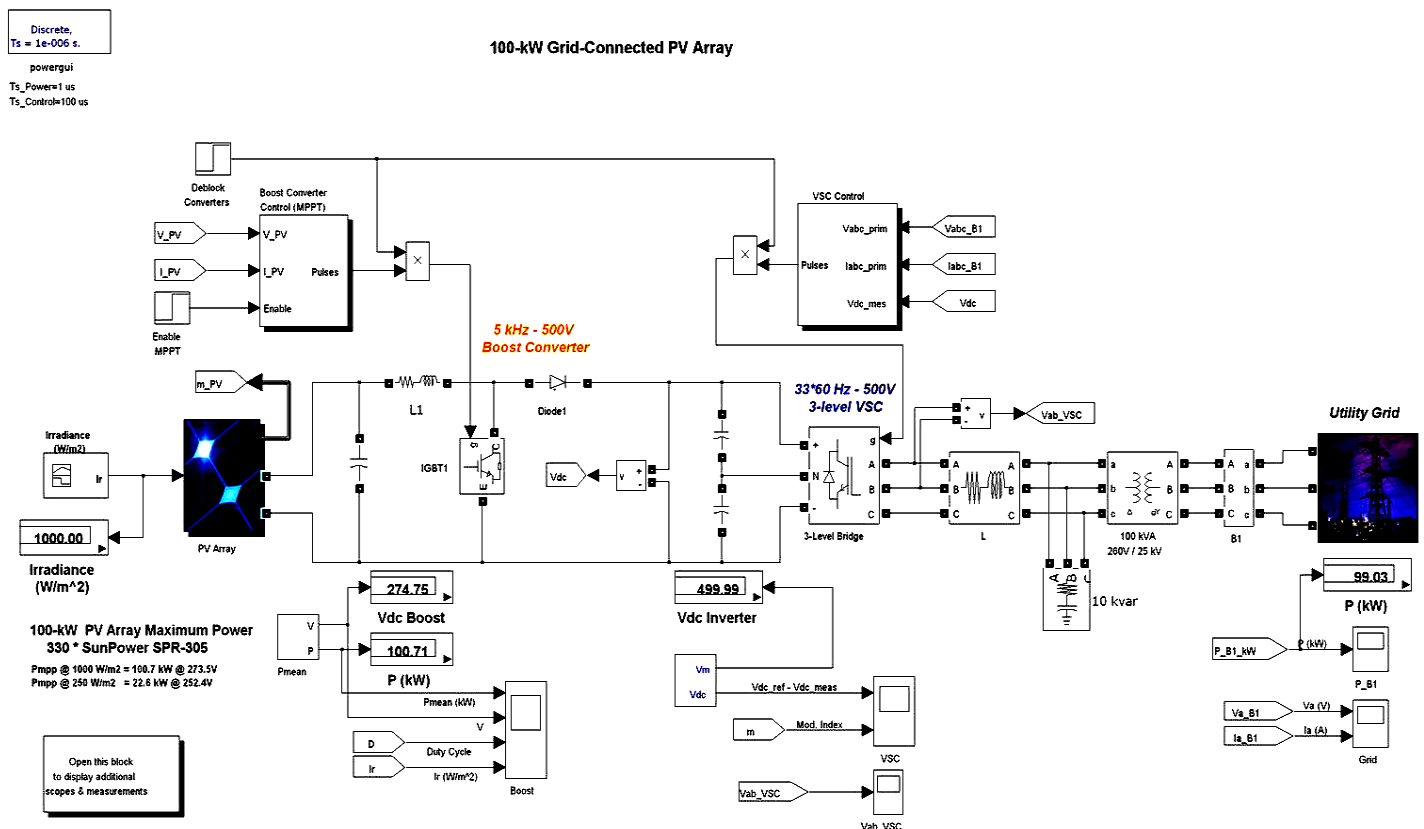 Discrete,
Ts = 1e-006 s.
powergui
Ts_Power=1 us
Ts_Control=100 us
100-kW Grid-Connected PV Array
Deblock
Converters
Boost Converter
Control (MPPT)
V_PV
V_PV
I_PV
I_PV
Pulses
Enable
Enable
MPPT
×
5 kHz - 500V
Boost Converter
VSC Control
Vabc_prim
Vabc_B1
×
Pulses
Iabc_prim
Iabc_B1
Vdc_mes
Vdc
m_PV
L1
Diode1
33*60 Hz - 500V
3-level VSC
+
-
v
Vab_VSC
Utility Grid
Irradiance
(W/m2)
Ir
1000.00
Irradiance
(W/m^2)
PV Array
IGBT1
g
C
E
Vdc
v
+
-
+
N
-
g
A
B
C
3-Level Bridge
A
B
C
A
B
C
L
a
b
c
A
B
C
100 kVA
260V / 25 kV
A
B
C
a
b
c
B1
A
B
C
10 kvar
274.75
Vdc Boost
V
P
Pmean
100.71
P (kW)
499.99
Vdc Inverter
99.03
P (kW)
100-kW PV Array Maximum Power
330 * SunPower SPR-305
Pmpp @ 1000 W/m2 = 100.7 kW @ 273.5V
Pmpp @ 250 W/m2 = 22.6 kW @ 252.4V
Pmean (kW)
V
D
Duty Cycle
Ir
Ir (W/m^2)
Boost
Vm
Vdc
Vdc_ref - Vdc_meas
m
Mod. Index
VSC
Vab_VSC
Vab_VSC
P_B1_kW
P (kW)
P_B1
Va_B1
Va (V)
Ia_B1
Ia (A)
Grid
Open this block
to display additional
scopes & measurements